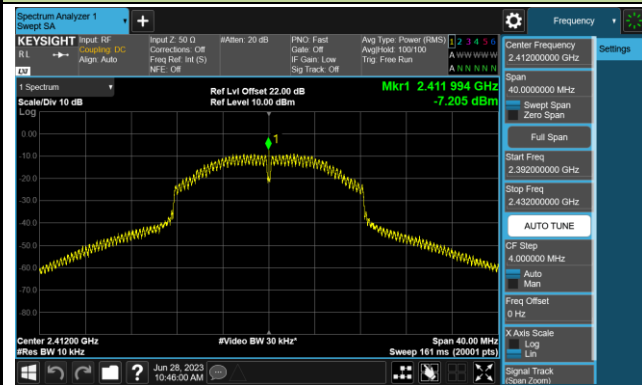 Spectrum Analyzer 1
Swept SA
+
Frequency
KEYSIGHT
RL
LXI
Input: RF
Coupling: DC
Align: Auto
Input Z: 50 Ω
Corrections: Off
Freq Ref: Int (S)
NFE: Off
#Atten: 20 dB
PNO: Fast
Gate: Off
IF Gain: Low
Sig Track: Off
Avg Type: Power (RMS)
Avg|Hold: 100/100
Trig: Free Run
1 2 3 4 5 6
A W W W W W
A N N N N N
1 Spectrum
Scale/Div 10 dB
Log
Ref Lvl Offset 22.00 dB
Ref Level 10.00 dBm
Mkr1 2.411 994 GHz
-7.205 dBm
1
0.00
-10.0
-20.0
-30.0
-40.0
-50.0
-60.0
-70.0
-80.0
Center 2.41200 GHz
#Res BW 10 kHz
#Video BW 30 kHz*
Span 40.00 MHz
Sweep 161 ms (20001 pts)
Jun 28, 2023
10:46:00 AM
?
Center Frequency
2.412000000 GHz
Span
40.0000000 MHz
Swept Span
Zero Span
Full Span
Start Freq
2.392000000 GHz
Stop Freq
2.432000000 GHz
AUTO TUNE
CF Step
4.000000 MHz
Auto
Man
Freq Offset
0 Hz
X Axis Scale
Log
Lin
Signal Track
(Span Zoom)
Settings